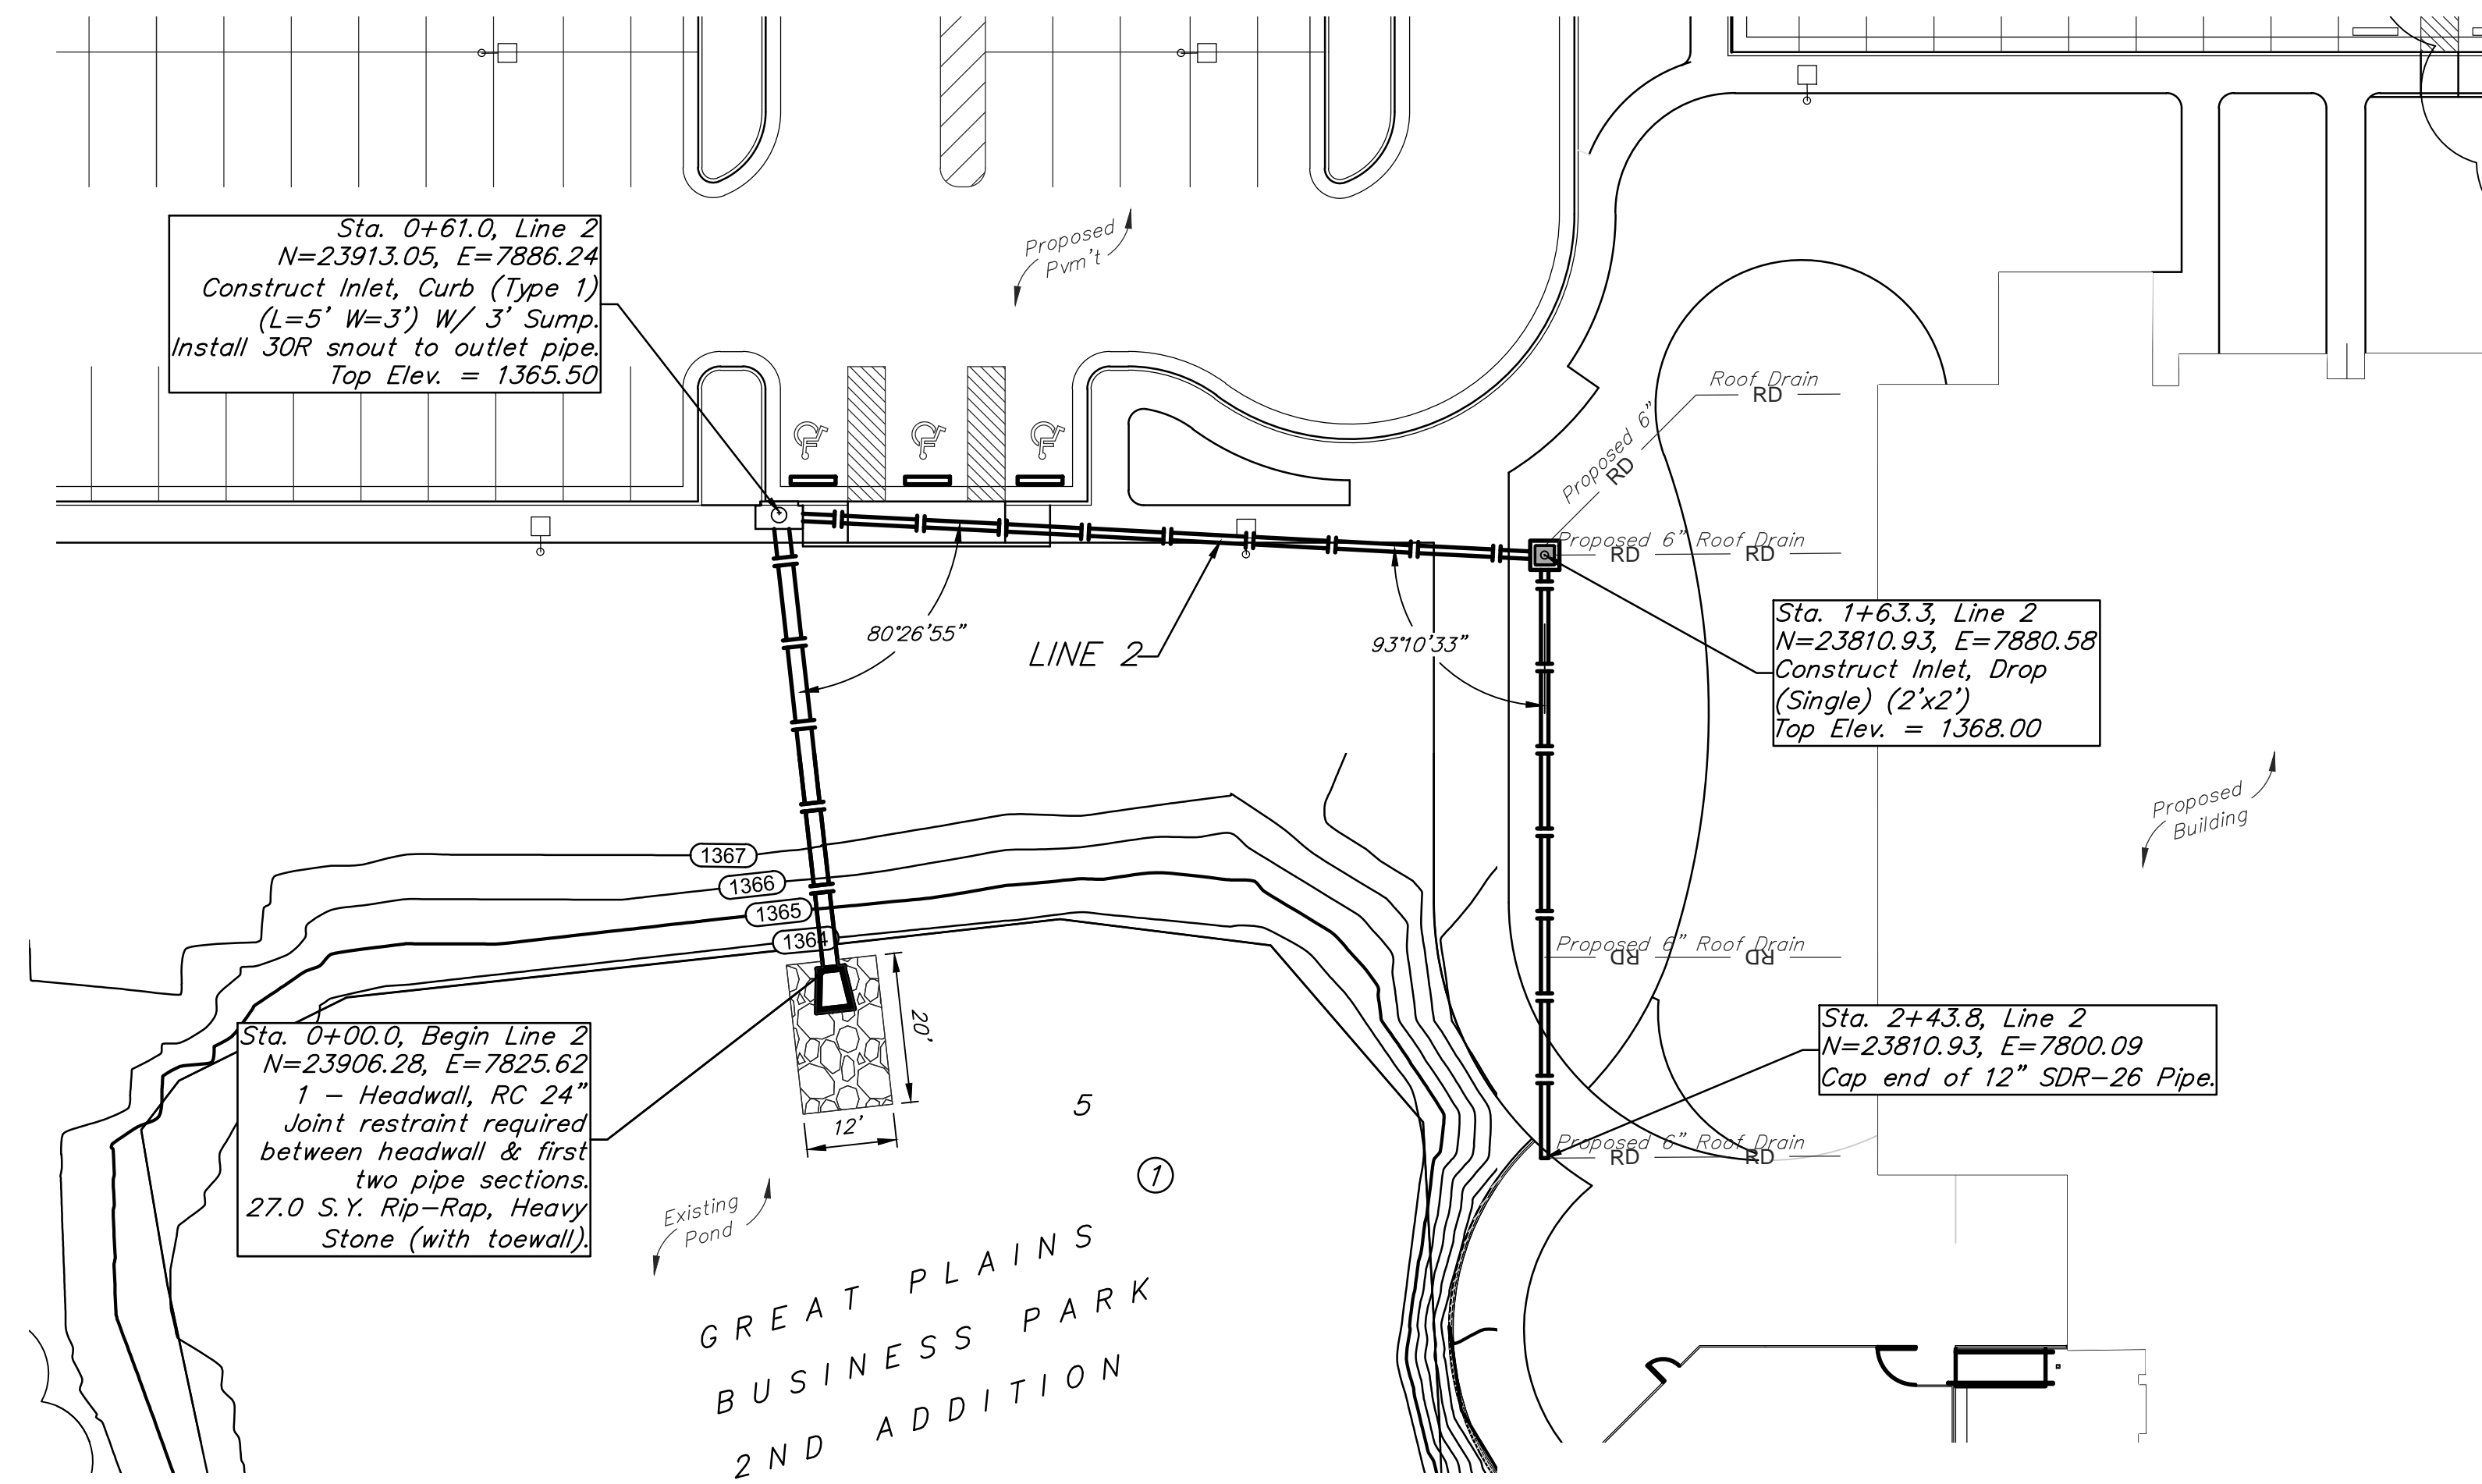 Sta. 0+61.0, Line 2
N=23913.05, E=7886.24
Construct Inlet, Curb (Type 1)
(L=5' W=3') W/ 3' Sump.
Install 30R snout to outlet pipe.
Top Elev. = 1365.50
Proposed
Pvm't
Roof Drain
RD
Proposed 6"
RD
Proposed 6" Roof Drain
RD RD
80°26'55"
LINE 2
93°10'33"
Sta. 1+63.3, Line 2
N=23810.93, E=7880.58
Construct Inlet, Drop
(Single) (2'x2')
Top Elev. = 1368.00
Proposed
Building
1367
1366
1365
1364
Proposed 6" Roof Drain
RD RD
Sta. 0+00.0, Begin Line 2
N=23906.28, E=7825.62
1 - Headwall, RC 24"
Joint restraint required
between headwall & first
two pipe sections.
27.0 S.Y. Rip-Rap, Heavy
Stone (with toewall).
20'
12'
Sta. 2+43.8, Line 2
N=23810.93, E=7800.09
Cap end of 12" SDR-26 Pipe.
Proposed 6" Roof Drain
RD RD
5
1
Existing
Pond
GREAT PLAINS
BUSINESS PARK
2ND ADDITION